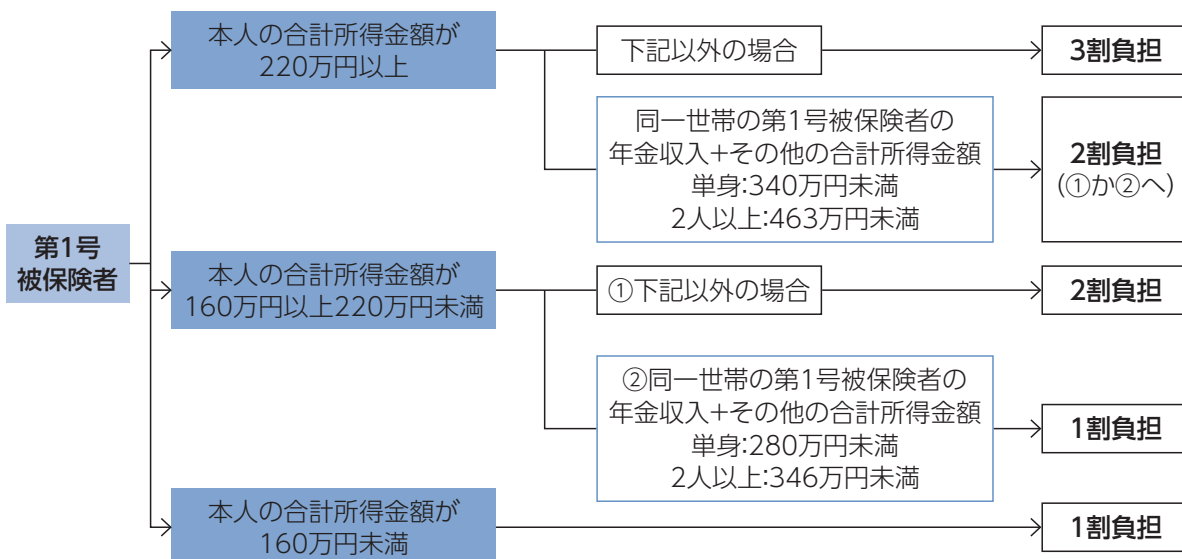 第1号
被保険者
本人の合計所得金額が
220万円以上
下記以外の場合
3割負担
同一世帯の第1号被保険者の
年金収入+その他の合計所得金額
単身:340万円未満
2人以上:463万円未満
2割負担
(①か②へ)
本人の合計所得金額が
160万円以上220万円未満
①下記以外の場合
2割負担
②同一世帯の第1号被保険者の
年金収入+その他の合計所得金額
単身:280万円未満
2人以上:346万円未満
1割負担
本人の合計所得金額が
160万円未満
1割負担